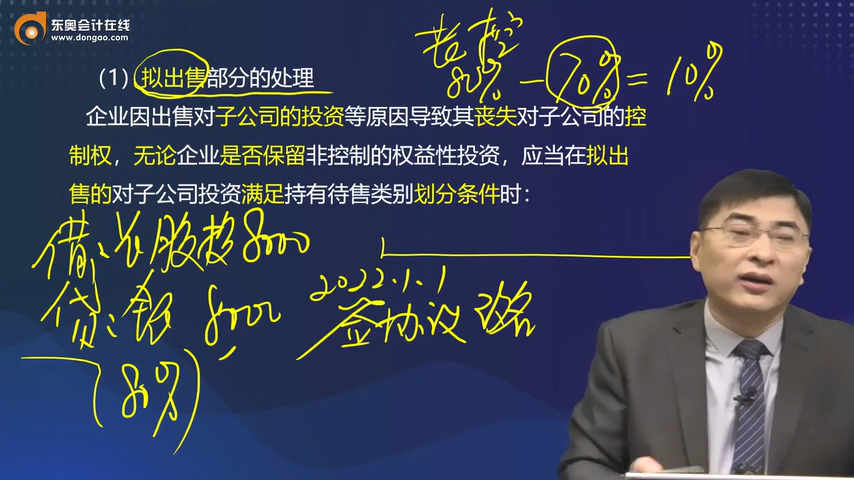 东奥会计在线
www.dongao.com
80% - 70% = 10%
（1）拟出售部分的处理
企业因出售对子公司的投资等原因导致其丧失对子公司的控
制权，无论企业是否保留非控制的权益性投资，应当在拟出
售的对子公司投资满足持有待售类别划分条件时：
借：长股投 8000
2022.1.1
贷：银 8000
签协议
(80%)